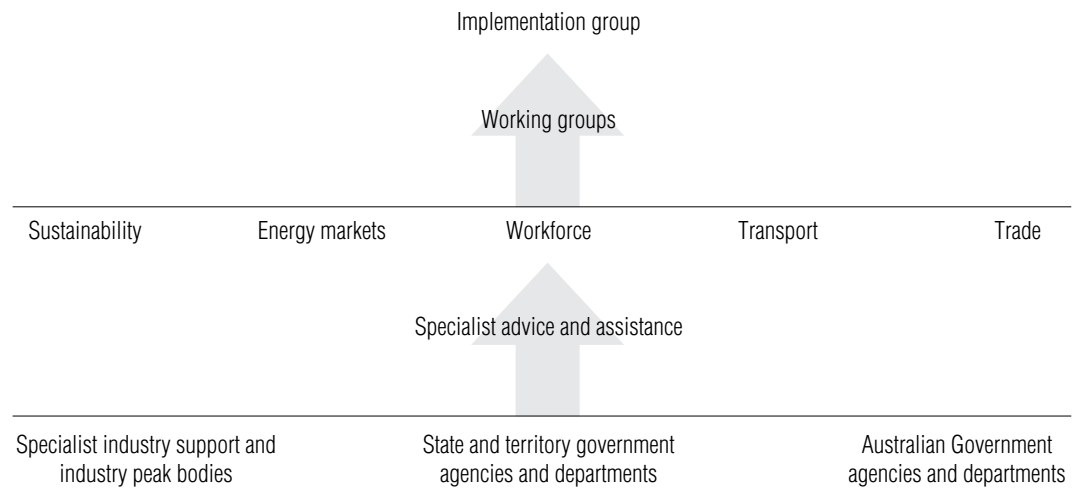 Implementation group
Working groups
Sustainability
Energy markets
Workforce
Transport
Trade
Specialist advice and assistance
Specialist industry support and
industry peak bodies
State and territory government
agencies and departments
Australian Government
agencies and departments